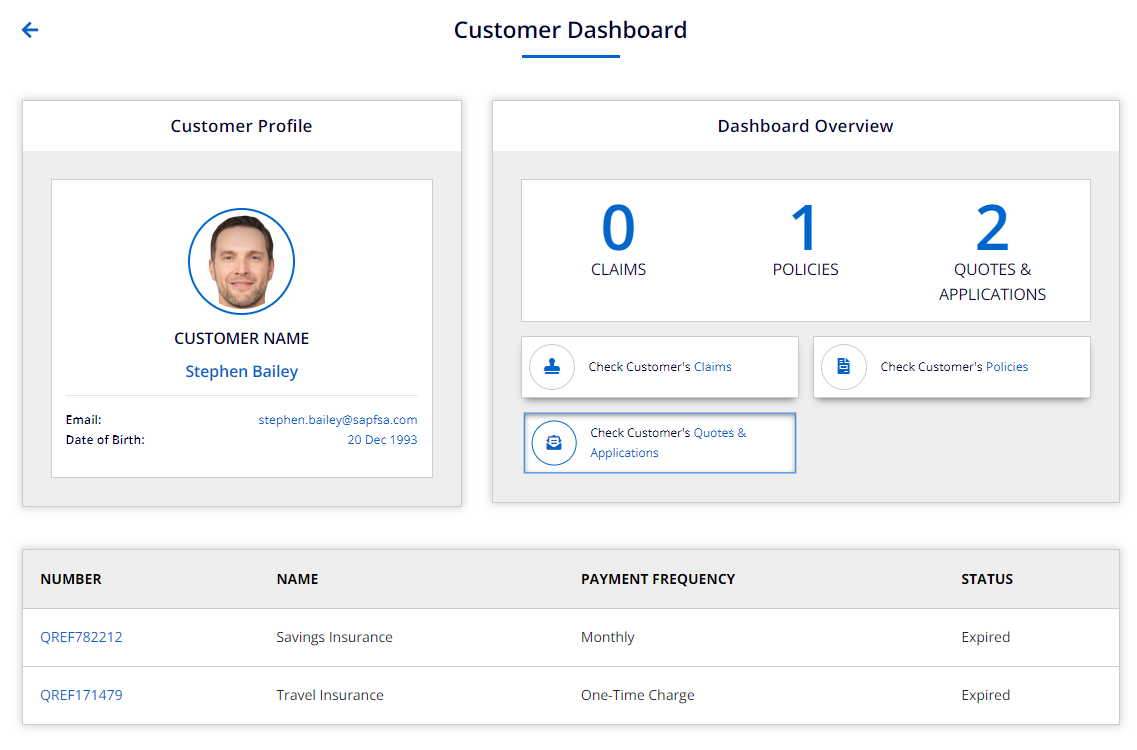 Customer Dashboard
Customer Profile
CUSTOMER NAME
Stephen Bailey
Email: stephen.bailey@sapfsa.com
Date of Birth: 20 Dec 1993
Dashboard Overview
0 1 2
CLAIMS POLICIES QUOTES &
APPLICATIONS
Check Customer's Claims
Check Customer's Policies
Check Customer's Quotes &
Applications
NUMBER NAME PAYMENT FREQUENCY STATUS
QREF782212 Savings Insurance Monthly Expired
QREF171479 Travel Insurance One-Time Charge Expired